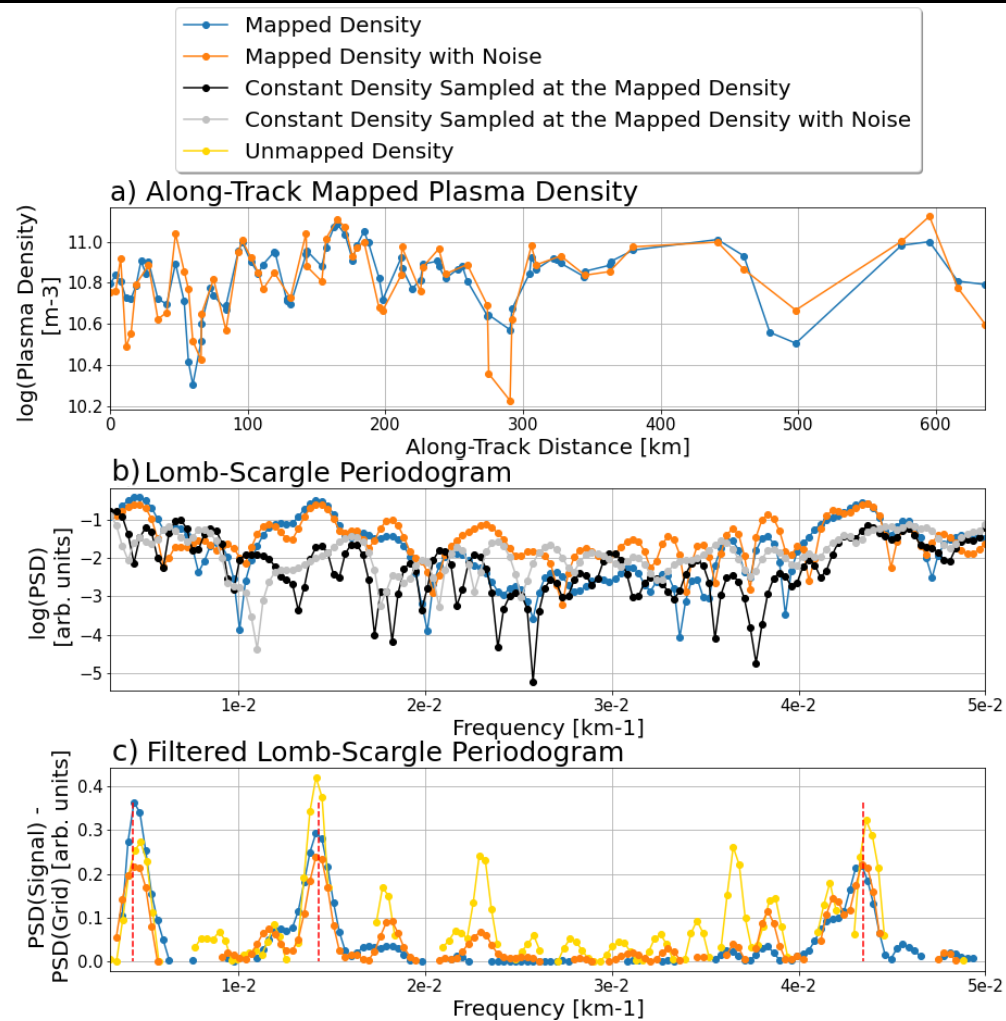 Mapped Density
Mapped Density with Noise
Constant Density Sampled at the Mapped Density
Constant Density Sampled at the Mapped Density with Noise
Unmapped Density
a) Along-Track Mapped Plasma Density
log(Plasma Density)
[m-3]
11.0
10.8
10.6
10.4
10.2
0
100
200
300
400
500
600
Along-Track Distance [km]
b) Lomb-Scargle Periodogram
log(PSD)
[arb. units]
−1
−2
−3
−4
−5
1e-2
2e-2
3e-2
4e-2
5e-2
Frequency [km-1]
c) Filtered Lomb-Scargle Periodogram
PSD(Signal) -
PSD(Grid) [arb. units]
0.4
0.3
0.2
0.1
0.0
1e-2
2e-2
3e-2
4e-2
5e-2
Frequency [km-1]